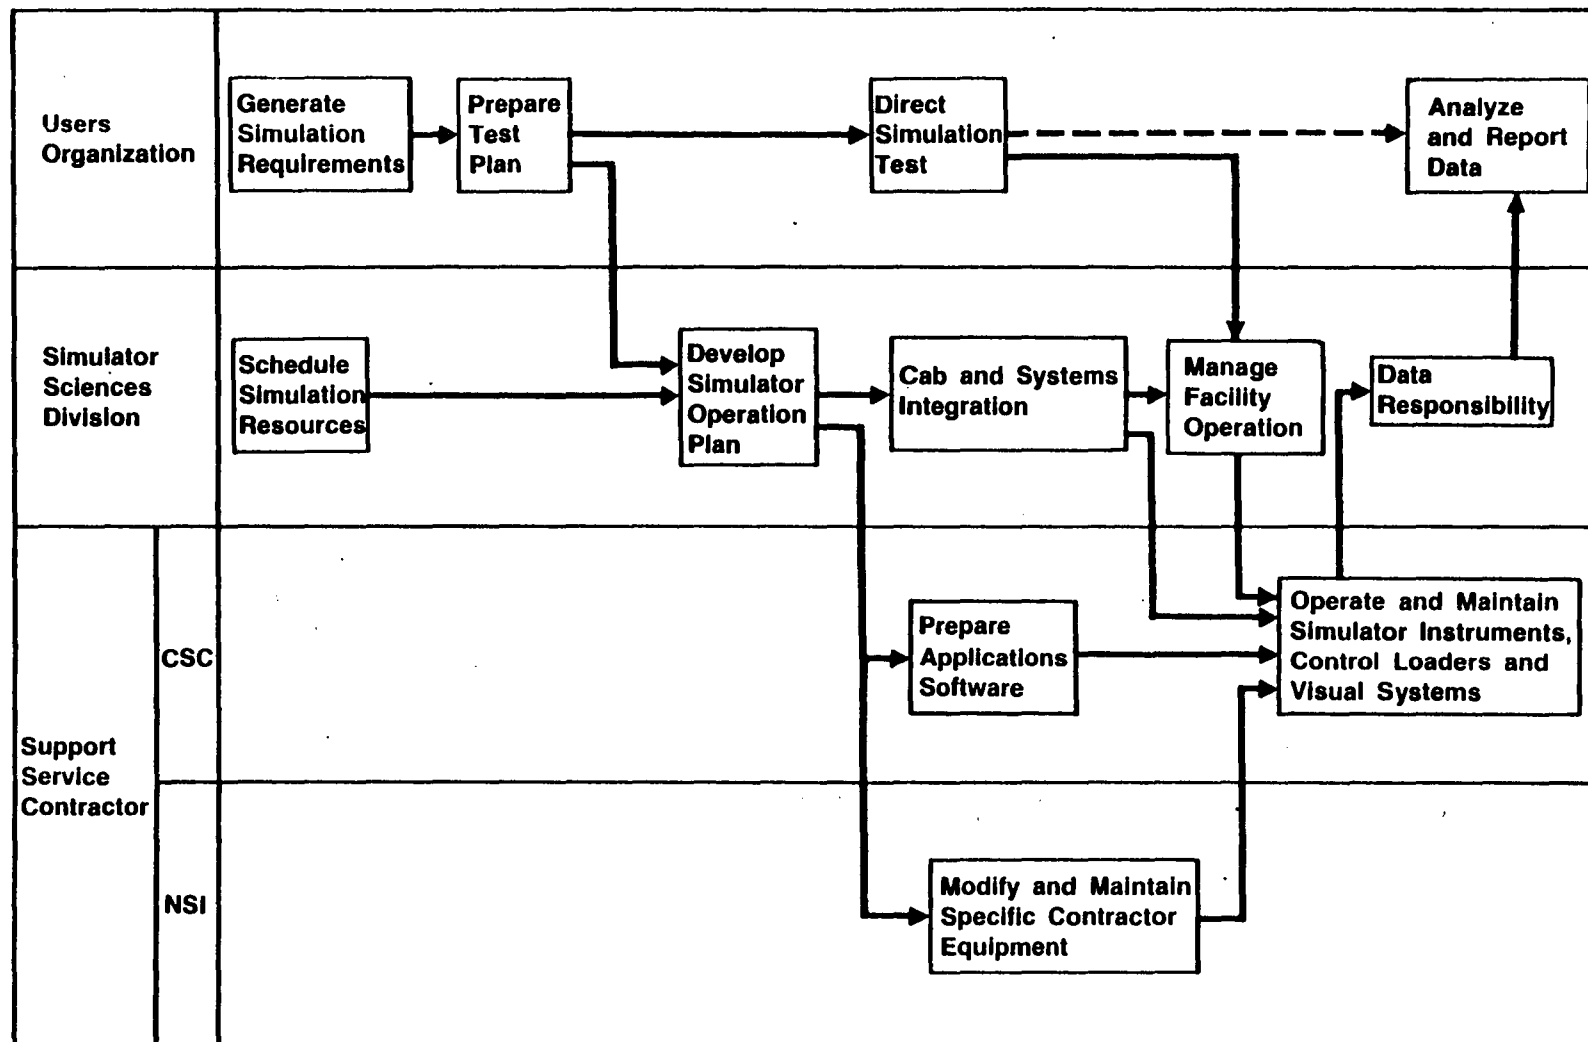 Users
Organization
Generate
Simulation
Requirements
Prepare
Test
Plan
Direct
Simulation
Test
Analyze
and Report
Data
Simulator
Sciences
Division
Schedule
Simulation
Resources
Develop
Simulator
Operation
Plan
Cab and Systems
Integration
Manage
Facility
Operation
Data
Responsibility
Support
Service
Contractor
CSC
Prepare
Applications
Software
Operate and Maintain
Simulator Instruments,
Control Loaders and
Visual Systems
NSI
Modify and Maintain
Specific Contractor
Equipment